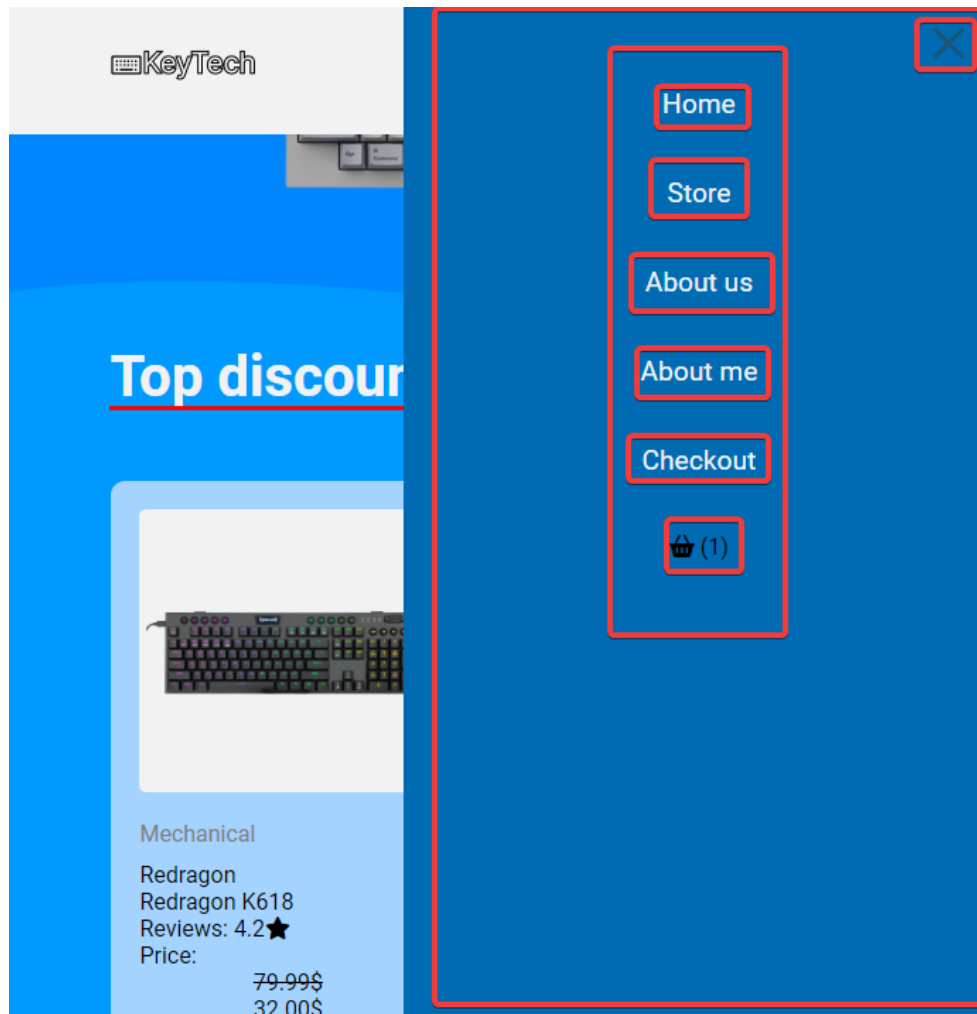 KeyTech
Home
Store
About us
About me
Checkout
(1)
Top discour
Mechanical
Redragon
Redragon K618
Reviews: 4.2
Price:
79.99$
32.00$